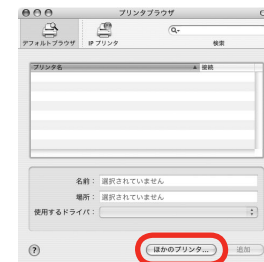 プリンタブラウザ
デフォルトブラウザ IP プリンタ 検索
プリンタ名 接続
名前： 選択されていません
場所： 選択されていません
使用するドライバ：
? ほかのプリンタ... 追加